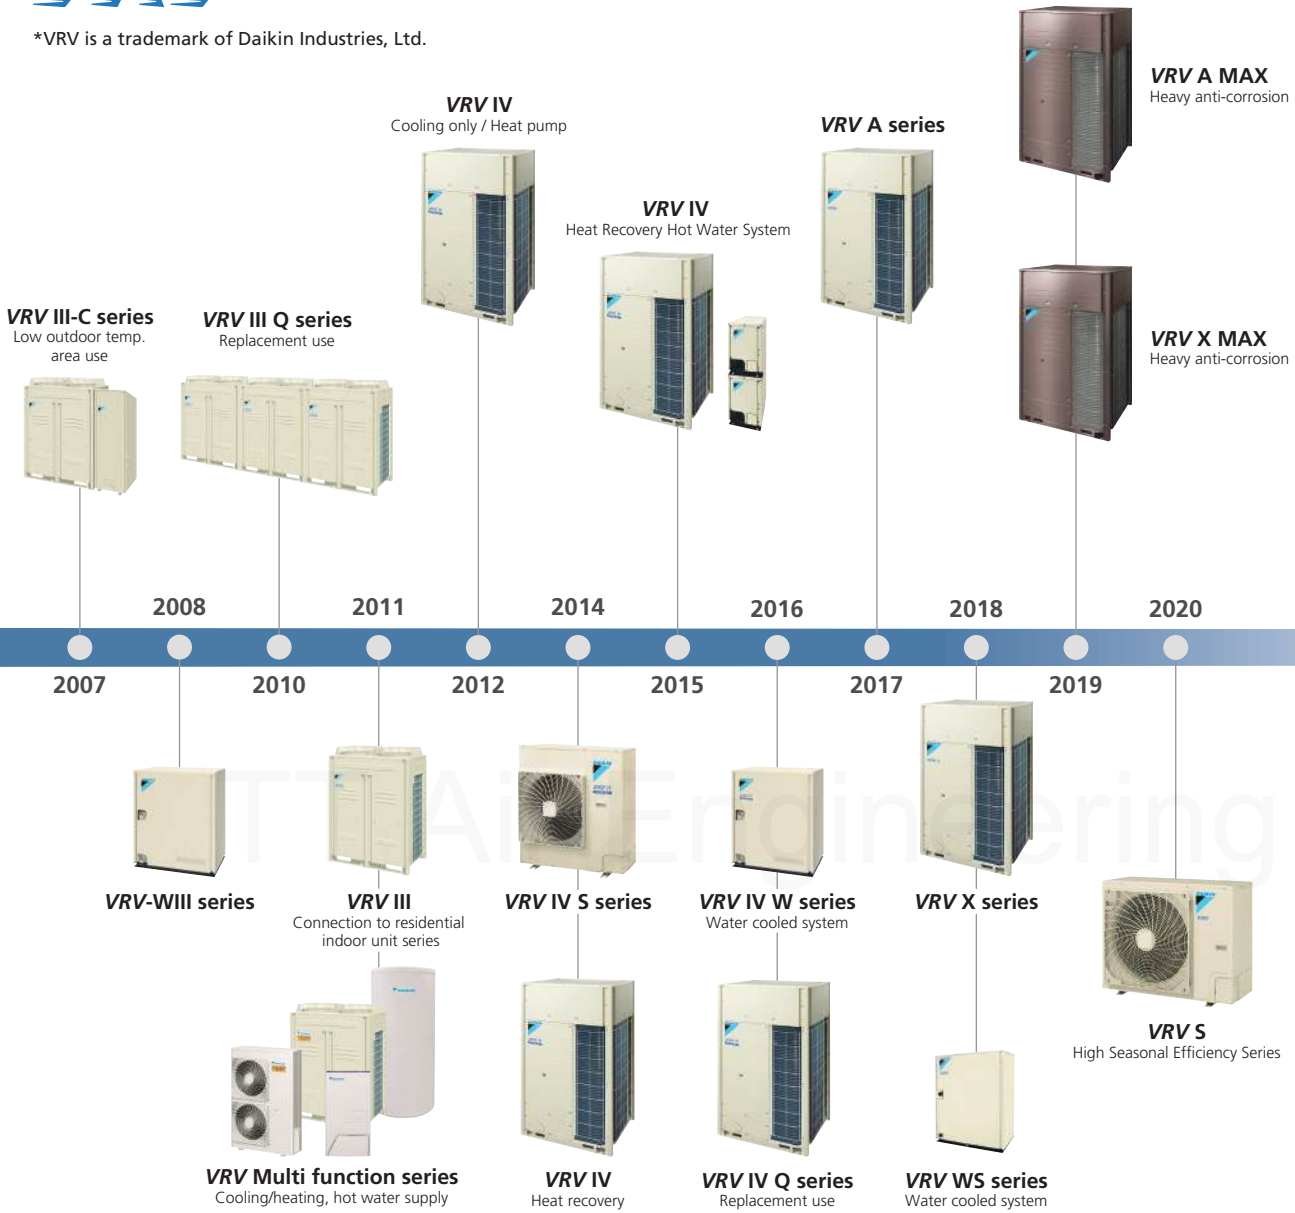 *VRV is a trademark of Daikin Industries, Ltd.
VRV A MAX
Heavy anti-corrosion
VRV IV
Cooling only / Heat pump
VRV A series
VRV IV
Heat Recovery Hot Water System
VRV III-C series
Low outdoor temp.
area use
VRV III Q series
Replacement use
VRV X MAX
Heavy anti-corrosion
2008
2011
2014
2016
2018
2020
2007
2010
2012
2015
2017
2019
VRV-WIII series
VRV III
Connection to residential
indoor unit series
VRV IV S series
VRV IV W series
Water cooled system
VRV X series
VRV S
High Seasonal Efficiency Series
VRV Multi function series
Cooling/heating, hot water supply
VRV IV
Heat recovery
VRV IV Q series
Replacement use
VRV WS series
Water cooled system